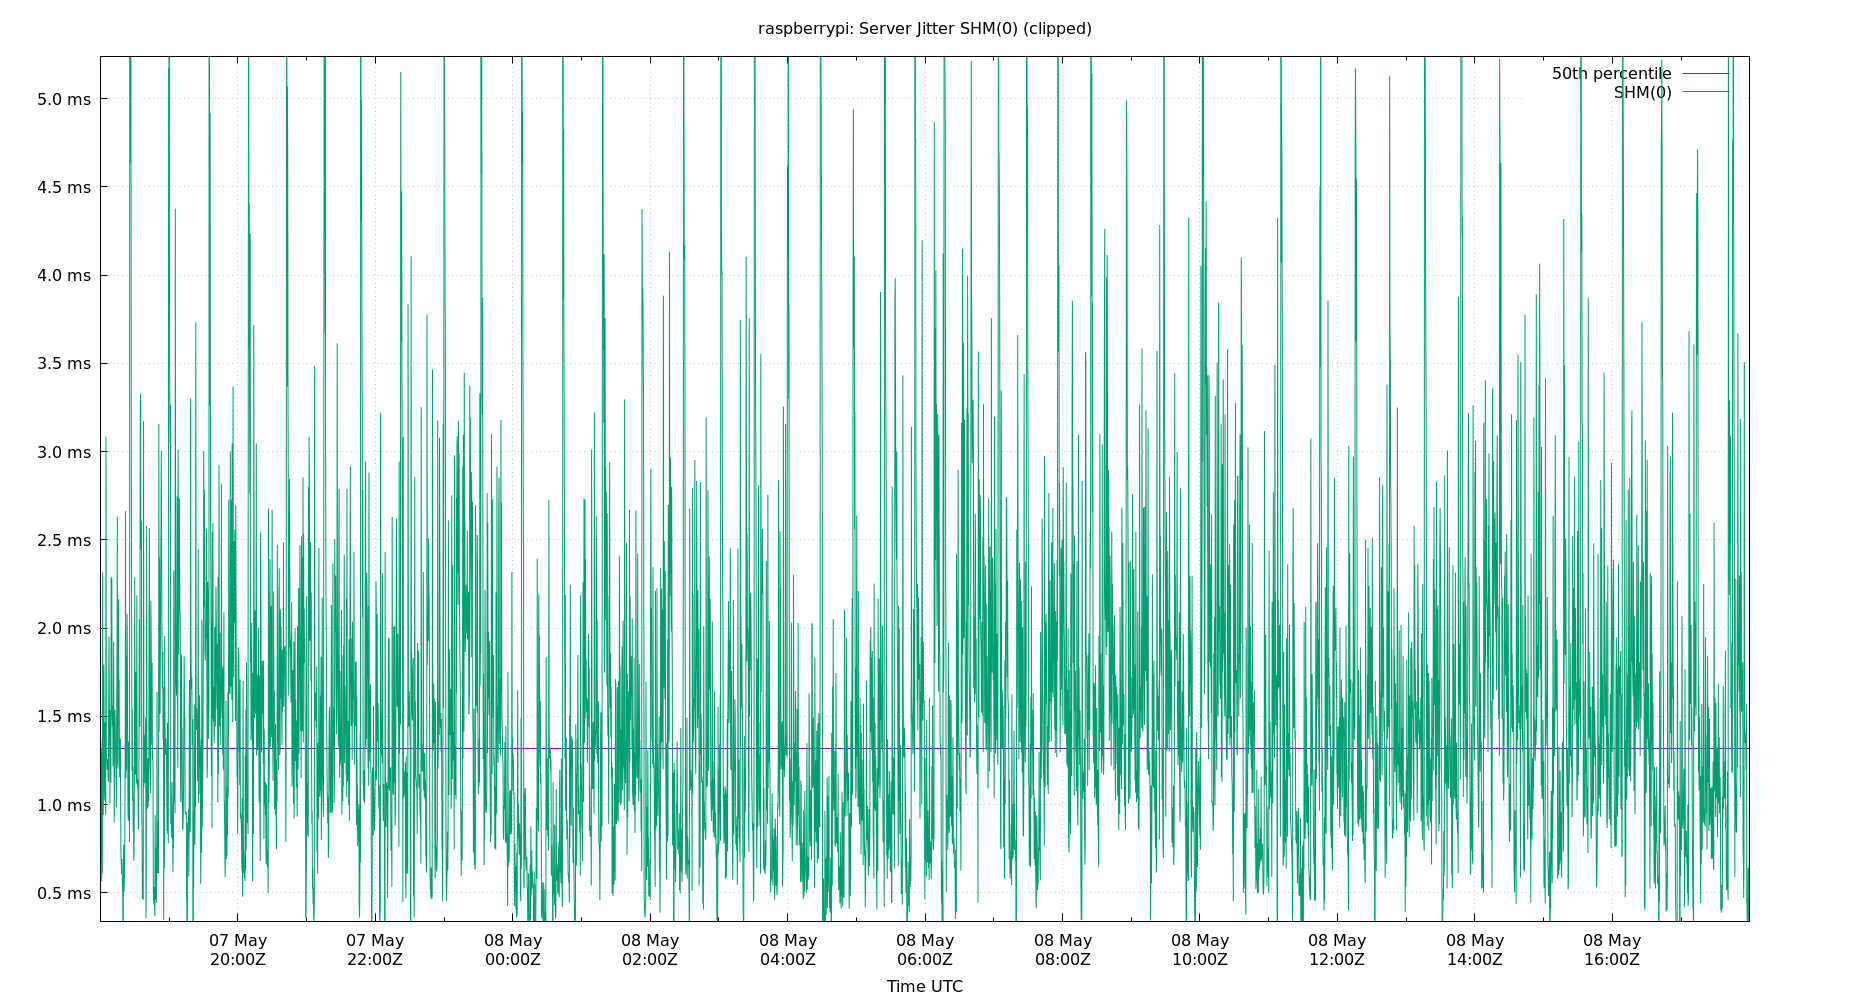 raspberrypi: Server Jitter SHM(0) (clipped)
50th percentile
SHM(0)
5.0 ms
4.5 ms
4.0 ms
3.5 ms
3.0 ms
2.5 ms
2.0 ms
1.5 ms
1.0 ms
0.5 ms
07 May 07 May 08 May 08 May 08 May 08 May 08 May 08 May 08 May 08 May 08 May
20:00Z 22:00Z 00:00Z 02:00Z 04:00Z 06:00Z 08:00Z 10:00Z 12:00Z 14:00Z 16:00Z
Time UTC